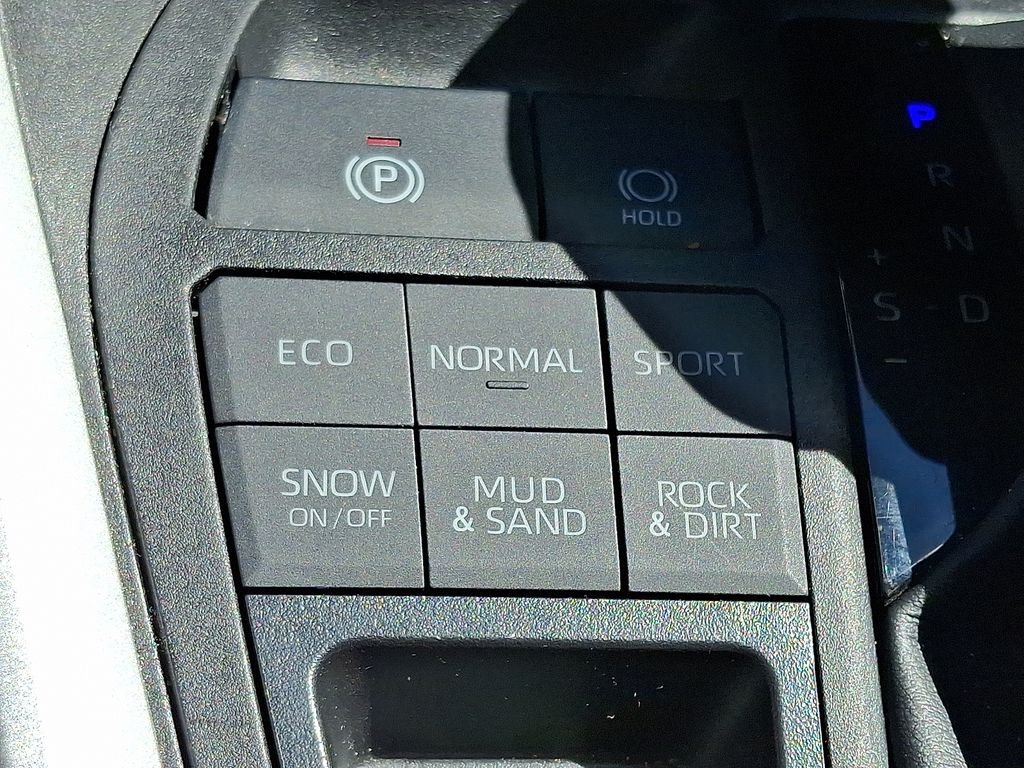 P
HOLD
P
R
N
+
S - D
-
ECO
NORMAL
SPORT
SNOW
ON/OFF
MUD
& SAND
ROCK
& DIRT